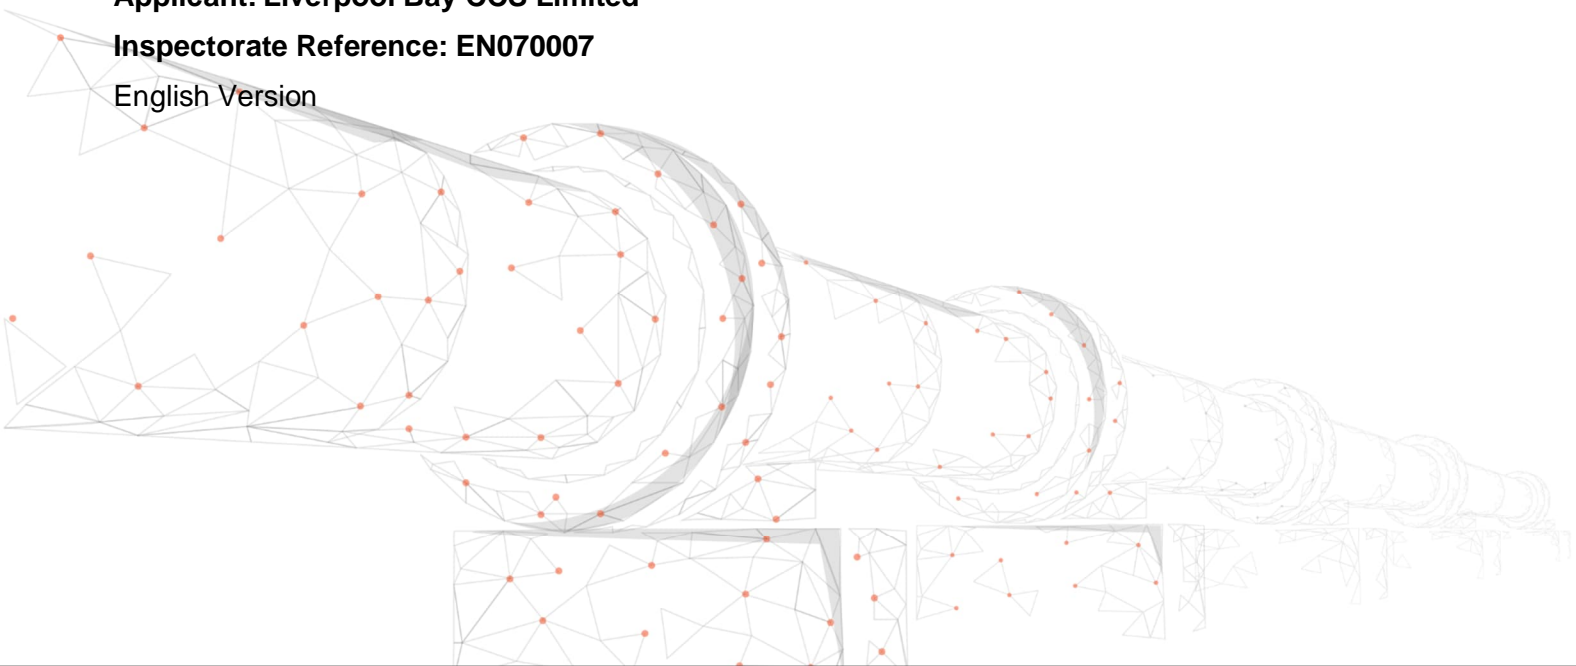 Applicant: Liverpool Bay CCS Limited
Inspectorate Reference: EN070007
English Version